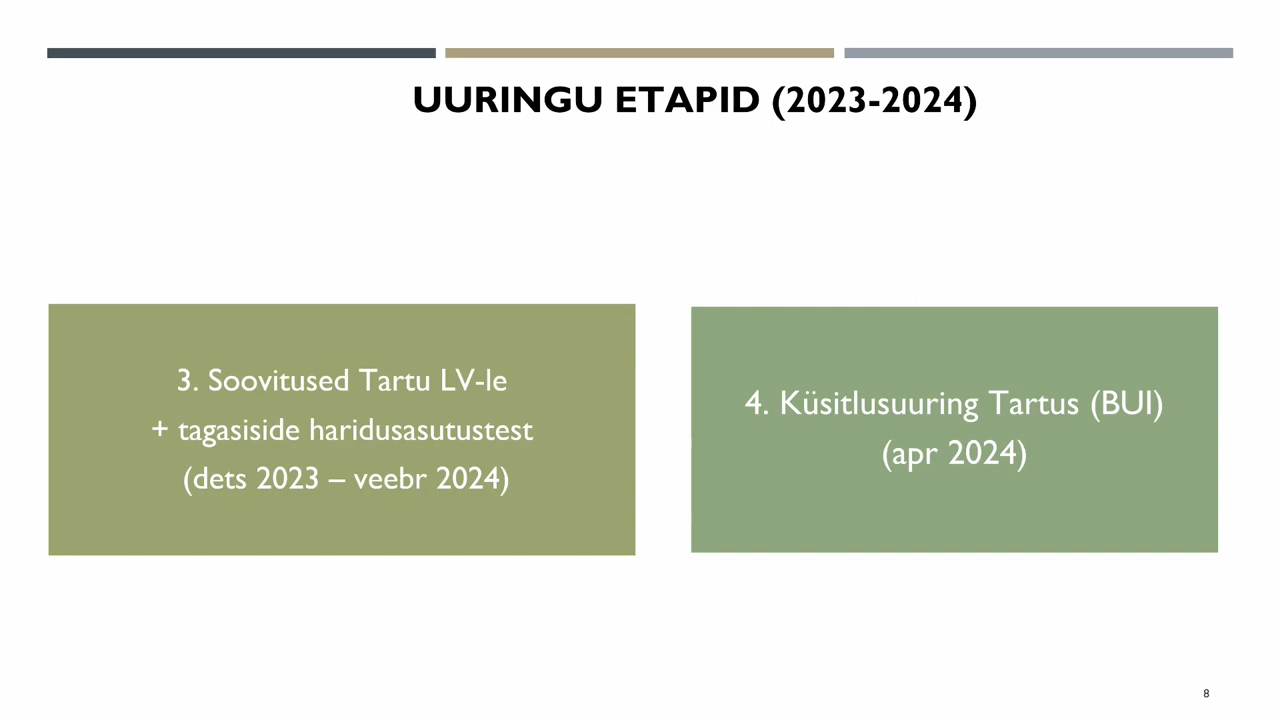 UURINGU ETAPID (2023-2024)
3. Soovitused Tartu LV-le
+ tagasiside haridusasutustest
(dets 2023 – veebr 2024)
4. Küsitlusuuring Tartus (BUI)
(apr 2024)
8